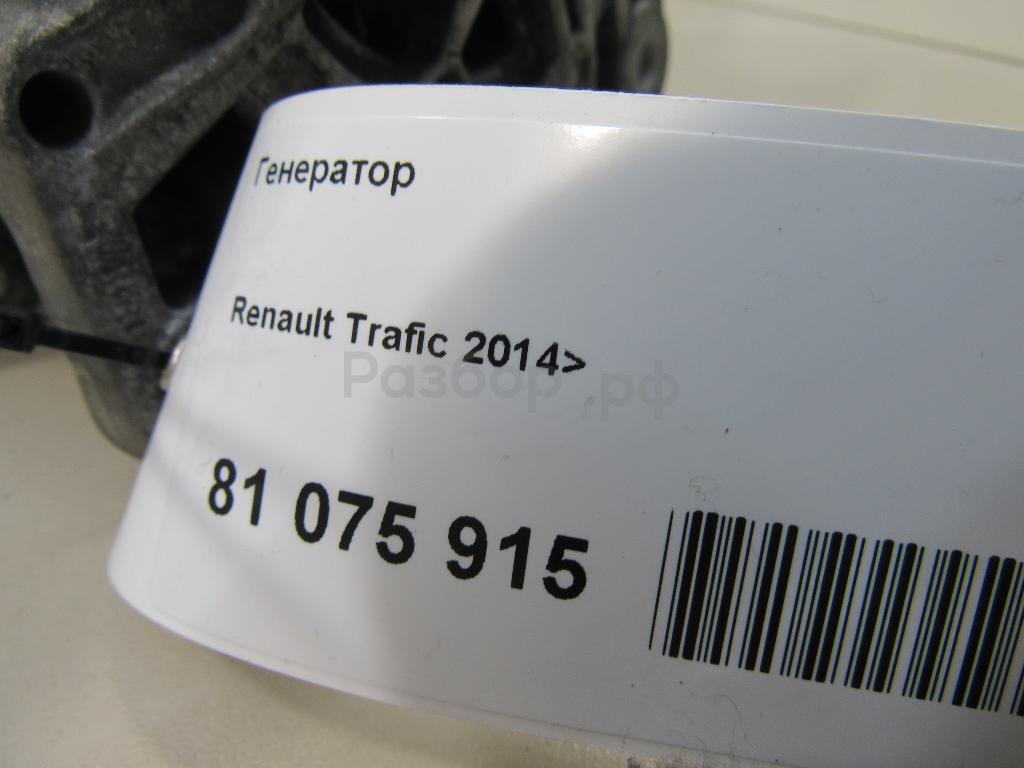 Генератор
Renault Trafic 2014>
Разбор.рф
81 075 915